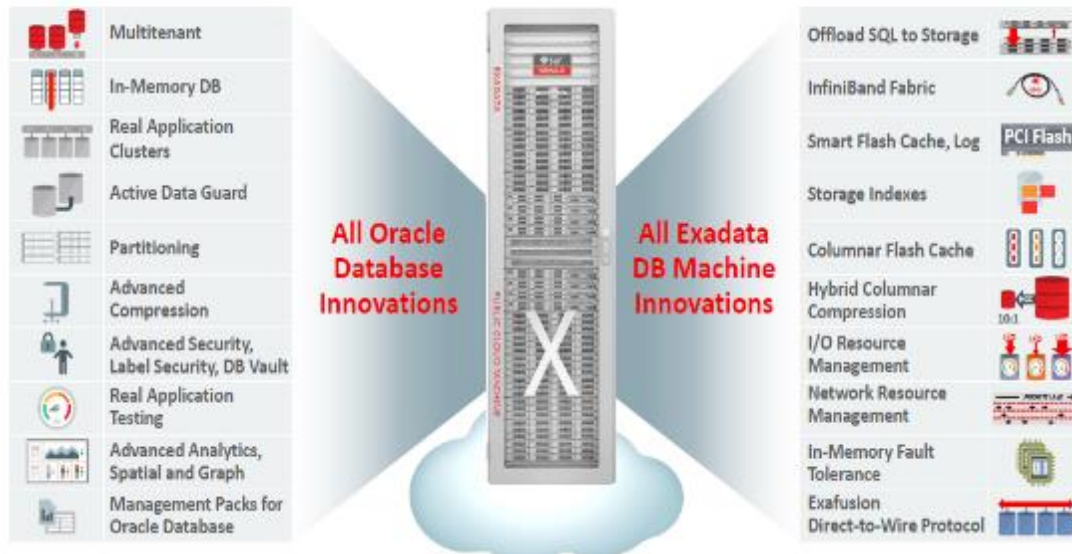 Multitenant
In-Memory DB
Real Application
Clusters
Active Data Guard
Partitioning
Advanced
Compression
Advanced Security,
Label Security, DB Vault
Real Application
Testing
Advanced Analytics,
Spatial and Graph
Management Packs for
Oracle Database
All Oracle
Database
Innovations
EXADATA
PUBLIC CLOUD MACHINE
X
All Exadata
DB Machine
Innovations
Offload SQL to Storage
InfiniBand Fabric
Smart Flash Cache, Log
PCI Flash
Storage Indexes
Columnar Flash Cache
Hybrid Columnar
Compression
10:1
I/O Resource
Management
Network Resource
Management
In-Memory Fault
Tolerance
Exafusion
Direct-to-Wire Protocol